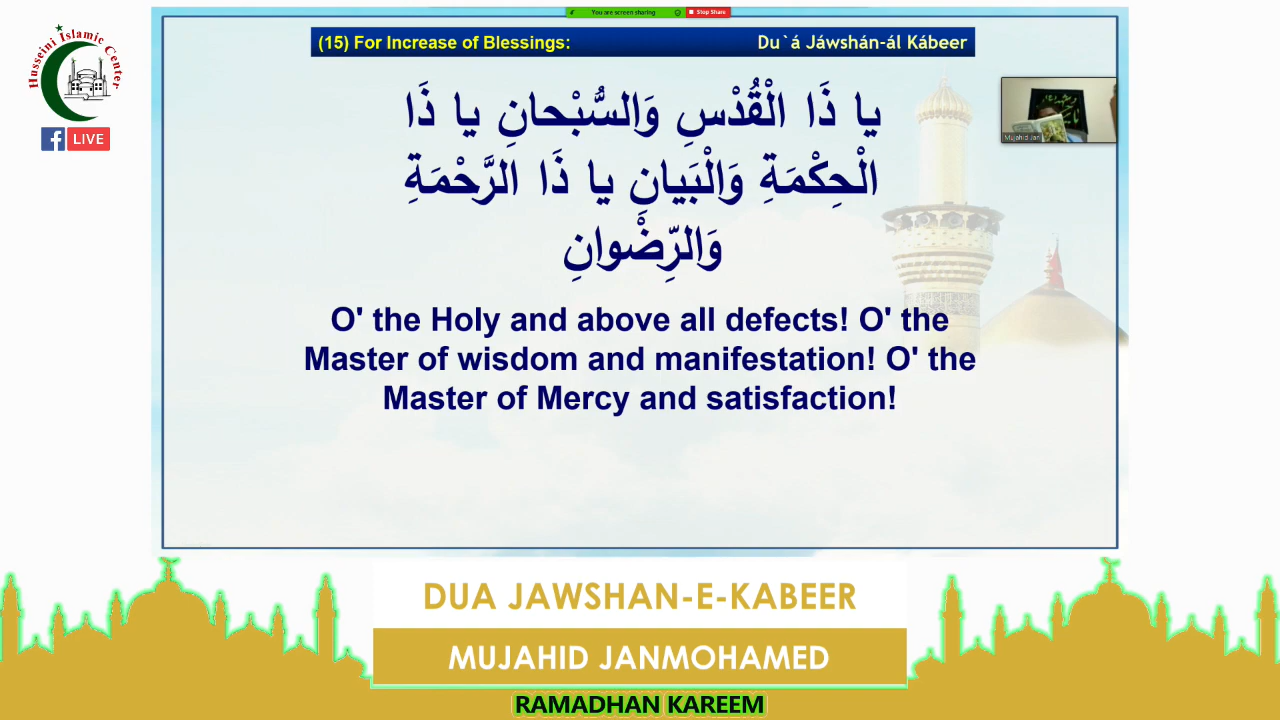 You are screen sharing
Stop Share
Husseini Islamic Center
LIVE
(15) For Increase of Blessings:
Du`á Jáwshán-ál Kábeer
يا ذَا الْقُدْسِ وَالسُّبْحانِ يا ذَا
الْحِكْمَةِ وَالْبَيانِ يا ذَا الرَّحْمَةِ
وَالرِّضْوانِ
Mujahid Jan
O' the Holy and above all defects! O' the
Master of wisdom and manifestation! O' the
Master of Mercy and satisfaction!
DUA JAWSHAN-E-KABEER
MUJAHID JANMOHAMED
RAMADHAN KAREEM